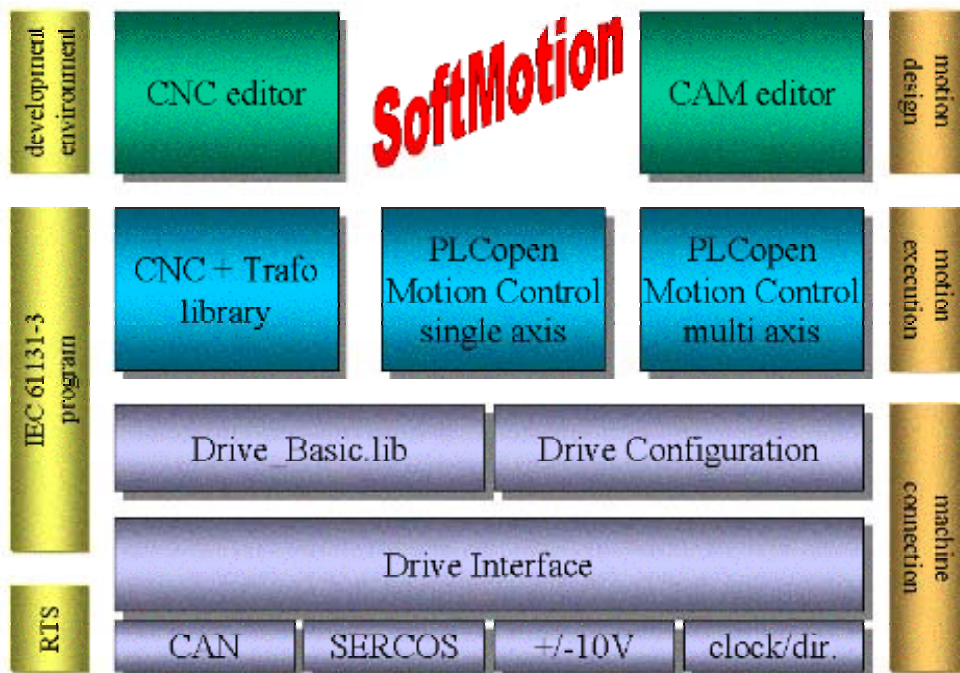 development
environment
CNC editor
SoftMotion
CAM editor
motion
design
IEC 61131-3
program
CNC + Trafo
library
PLCopen
Motion Control
single axis
PLCopen
Motion Control
multi axis
motion
execution
Drive_Basic.lib
Drive Configuration
machine
connection
Drive Interface
RTS
CAN
SERCOS
+/-10V
clock/dir.